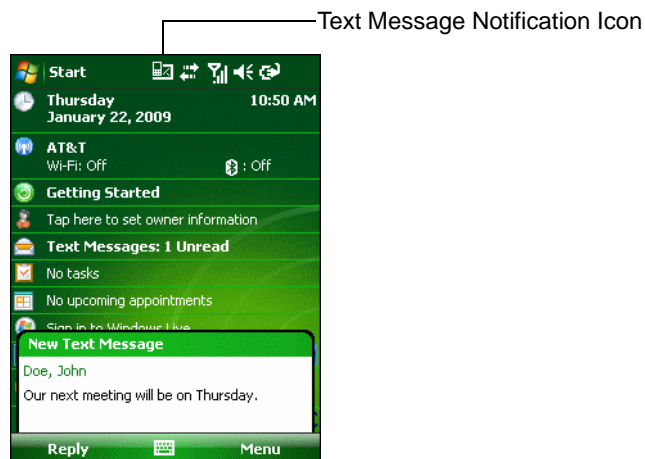 Text Message Notification Icon
Start
Thursday 10:50 AM
January 22, 2009
AT&T
Wi-Fi: Off : Off
Getting Started
Tap here to set owner information
Text Messages: 1 Unread
No tasks
No upcoming appointments
Sign in to Windows Live
New Text Message
Doe, John
Our next meeting will be on Thursday.
Reply Menu